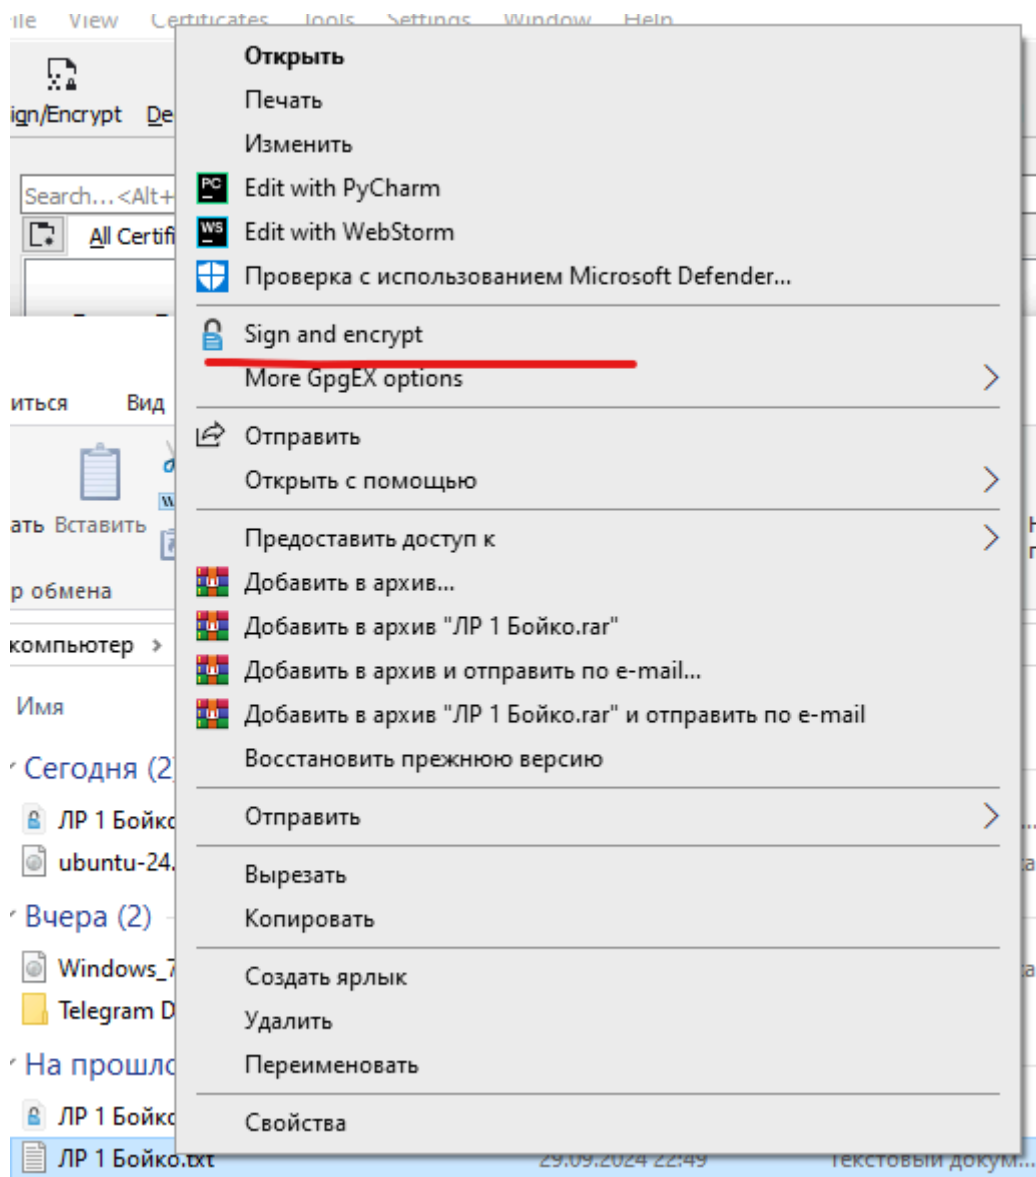 ile View Certificates Tools Settings Window Help
ign/Encrypt De
Search...<Alt+
All Certifi
иться Вид
ать Вставить
р обмена
компьютер
Имя
Сегодня (2)
ЛР 1 Бойко
ubuntu-24.
Вчера (2)
Windows_7
Telegram D
На прошло
ЛР 1 Бойко
ЛР 1 Бойко.txt 29.09.2024 22:49 Текстовый докум...
Открыть
Печать
Изменить
PC Edit with PyCharm
WS Edit with WebStorm
Проверка с использованием Microsoft Defender...
Sign and encrypt
More GpgEX options
Отправить
Открыть с помощью
Предоставить доступ к
Добавить в архив...
Добавить в архив "ЛР 1 Бойко.rar"
Добавить в архив и отправить по e-mail...
Добавить в архив "ЛР 1 Бойко.rar" и отправить по e-mail
Восстановить прежнюю версию
Отправить
Вырезать
Копировать
Создать ярлык
Удалить
Переименовать
Свойства